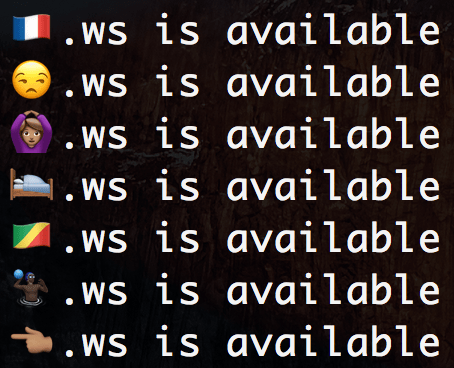 🇫🇷.ws is available
😒.ws is available
🙆🏽.ws is available
🛏.ws is available
🇨🇬.ws is available
🤽🏿.ws is available
👈🏽.ws is available